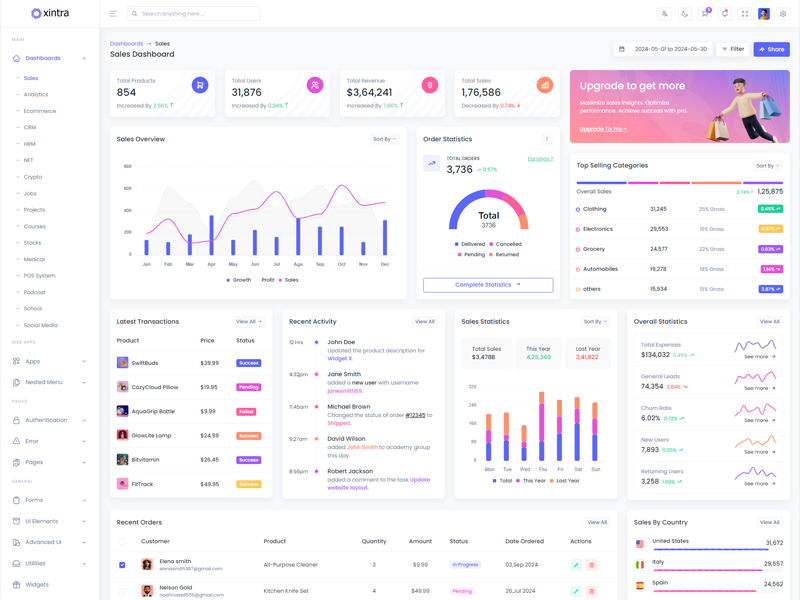 xintra
Search anything here ...
5
MAIN
Dashboards
Sales
Analytics
Ecommerce
CRM
HRM
NFT
Crypto
Jobs
Projects
Courses
Stocks
Medical
POS System
Podcast
School
Social Media
WEB APPS
Apps
Nested Menu
PAGES
Authentication
Error
Pages
GENERAL
Forms
UI Elements
Advanced UI
Utilities
Widgets
Dashboards → Sales
Sales Dashboard
2024-05-01 to 2024-05-30
Filter
Share
Total Products
854
Increased By 2.56% ↑
Total Users
31,876
Increased By 0.34% ↑
Total Revenue
$3,64,241
Increased By 7.66% ↑
Total Sales
1,76,586
Decreased By 0.74% ↓
Upgrade to get more
Maximize sales insights. Optimize
performance. Achieve success with pro.
Upgrade To Pro →
Sales Overview
Sort By
800
600
400
200
0
Jan Feb Mar Apr May Jun Jul Aga Sep Oct Nov Dec
Growth Profit Sales
Order Statistics
TOTAL ORDERS
3,736 0.57%
Earnings ?
Total
3736
Delivered Cancelled
Pending Returned
Complete Statistics →
Top Selling Categories
Sort By
Overall Sales
2.74% ↑ 1,25,875
Clothing 31,245 25% Gross 0.45%
Electronics 29,553 16% Gross
Grocery 24,577 22% Gross 0.63%
Automobiles 19,278 18% Gross 1.14%
others 15,934 15% Gross 3.87%
Latest Transactions
View All →
Product Price Status
SwiftBuds $39.99 Success
CozyCloud Pillow $19.95 Pending
AquaGrip Bottle $9.99 Failed
GlowLite Lamp $24.99 Success
Bitvitamin $26.45 Success
FitTrack $49.95 Success
Recent Activity
View All
12 Hrs John Doe
Updated the product description for
Widget X.
4:32pm Jane Smith
added a new user with username
janesmith89.
11:45am Michael Brown
Changed the status of order #12345 to
Shipped.
9:27am David Wilson
added John Smith to academy group
this day.
8:56pm Robert Jackson
added a comment to the task Update
website layout.
Sales Statistics
Sort By
Total Sales
$3.478B
This Year
4,25,349
Last Year
3,41,622
240
160
80
0
Mon Tue Wed Thu Fri Sat Sun
Total This Year Last Year
Overall Statistics
View All
Total Expenses
$134,032 0.45%
See more →
General Leads
74,354 3.84%
See more →
Churn Rate
6.02% 0.72%
See more →
New Users
7,893 11.05%
See more →
Returning Users
3,258 1.69%
See more →
Recent Orders
View All
Customer Product Quantity Amount Status Date Ordered Actions
Elena smith
elenasmith387@gmail.com
All-Purpose Cleaner 3 $9.99 In Progress 03,Sep 2024
Nelson Gold
noahrussell556@gmail.com
Kitchen Knife Set 4 $49.99 Pending 26,Jul 2024
Sales By Country
View All
United States 31,672
Italy 29,557
Spain 24,562